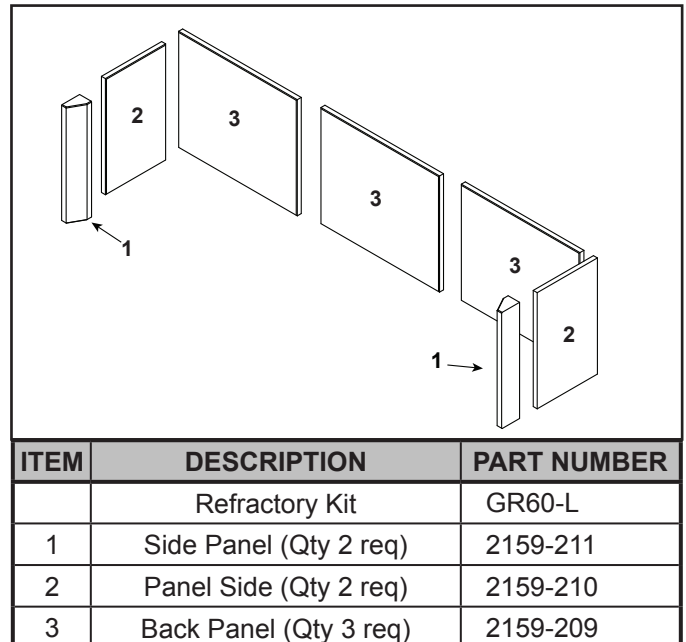 2
3
3
3
2
1
1
ITEM DESCRIPTION PART NUMBER
Refractory Kit GR60-L
1 Side Panel (Qty 2 req) 2159-211
2 Panel Side (Qty 2 req) 2159-210
3 Back Panel (Qty 3 req) 2159-209